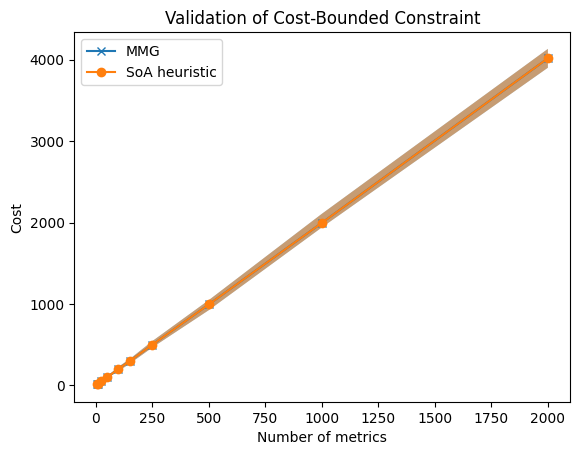 Validation of Cost-Bounded Constraint
MMG
SoA heuristic
4000
3000
2000
1000
0
Cost
0 250 500 750 1000 1250 1500 1750 2000
Number of metrics